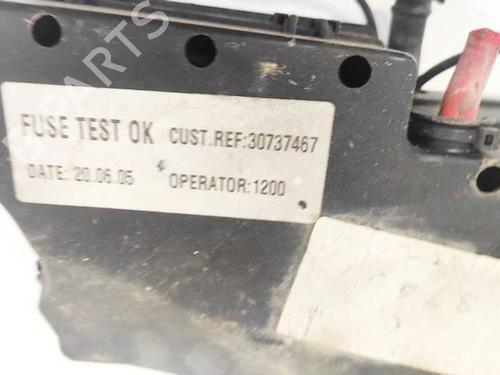 FUSE TEST OK CUST.REF:30737467
DATE: 20.06.05 OPERATOR:1200